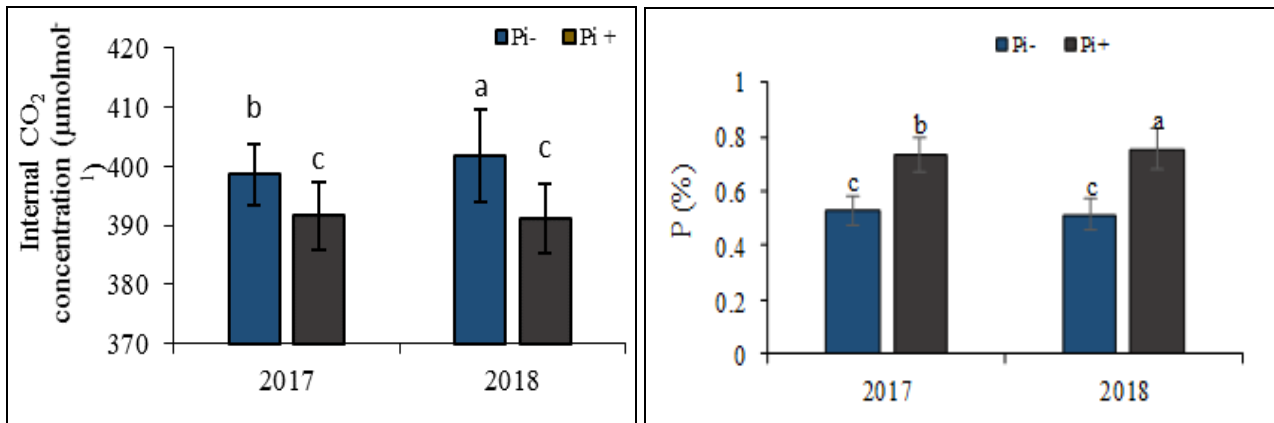 Pi- Pi +
Internal CO₂
concentration (µmolmol⁻
¹)
420
410
400
390
380
370
b
c
a
c
2017 2018
Pi- Pi+
P (%)
1
0.8
0.6
0.4
0.2
0
c
b
c
a
2017 2018